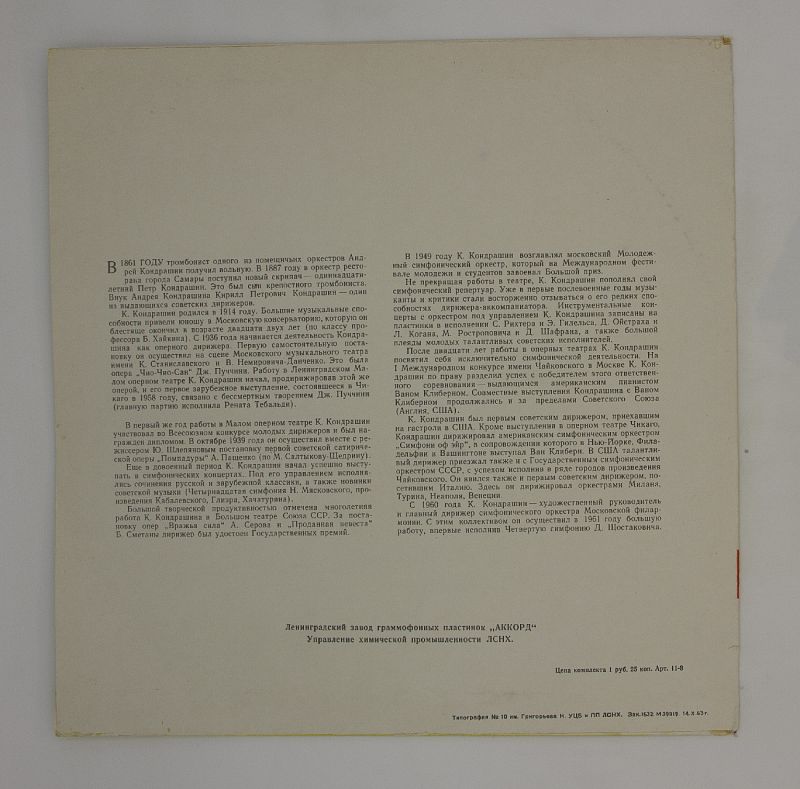 В 1861 ГОДУ тромбонист одного из помещичьих оркестров Анд-
рей Кондрашин получил вольную. В 1887 году в оркестр ресто-
рана города Самары поступил новый скрипач — одиннадцати-
летний Петр Кондрашин. Это был сын крепостного тромбониста.
Внук Андрея Кондрашина Кирилл Петрович Кондрашин — один
из выдающихся советских дирижеров.
К. Кондрашин родился в 1914 году. Большие музыкальные спо-
собности привели юношу в Московскую консерваторию, которую он
блестяще окончил в возрасте двадцати двух лет (по классу про-
фессора Б. Хайкина). С 1936 года начинается деятельность Кондра-
шина как оперного дирижера. Первую самостоятельную поста-
новку он осуществил на сцене Московского музыкального театра
имени К. Станиславского и В. Немировича-Данченко. Это была
опера „Чио-Чио-Сан“ Дж. Пуччини. Работу в Ленинградском Ма-
лом оперном театре К. Кондрашин начал, продирижировав этой же
оперой, и его первое зарубежное выступление, состоявшееся в Чи-
каго в 1958 году, связано с бессмертным творением Дж. Пуччини
(главную партию исполнила Рената Тебальди).
В первый же год работы в Малом оперном театре К. Кондрашин
участвовал во Всесоюзном конкурсе молодых дирижеров и был на-
гражден дипломом. В октябре 1939 года он осуществил вместе с ре-
жиссером Ю. Шлепяновым постановку первой советской сатириче-
ской оперы „Помпадуры“ А. Пащенко (по М. Салтыкову-Щедрину).
Еще в довоенный период К. Кондрашин начал успешно высту-
пать в симфонических концертах. Под его управлением исполня-
лись сочинения русской и зарубежной классики, а также новинки
советской музыки (Четырнадцатая симфония Н. Мясковского, про-
изведения Кабалевского, Глиэра, Хачатуряна).
Большой творческой продуктивностью отмечена многолетняя
работа К. Кондрашина в Большом театре Союза ССР. За поста-
новку опер „Вражья сила“ А. Серова и „Проданная невеста“
Б. Сметаны дирижер был удостоен Государственных премий.
В 1949 году К. Кондрашин возглавлял московский Молодеж-
ный симфонический оркестр, который на Международном фести-
вале молодежи и студентов завоевал Большой приз.
Не прекращая работы в театре, К. Кондрашин пополнял свой
симфонический репертуар. Уже в первые послевоенные годы музы-
канты и критики стали восторженно отзываться о его редких спо-
собностях дирижера-аккомпаниатора. Инструментальные кон-
церты с оркестром под управлением К. Кондрашина записаны на
пластинки в исполнении С. Рихтера и Э. Гилельса, Д. Ойстраха и
Л. Когана, М. Ростроповича и Д. Шафрана, а также большой
плеяды молодых талантливых советских исполнителей.
После двадцати лет работы в оперных театрах К. Кондрашин
посвятил себя исключительно симфонической деятельности. На
I Международном конкурсе имени Чайковского в Москве К. Кон-
драшин по праву разделил успех с победителем этого ответствен-
ного соревнования — выдающимся американским пианистом
Ваном Клиберном. Совместные выступления Кондрашина с Ваном
Клиберном продолжались и за пределами Советского Союза
(Англия, США).
К. Кондрашин был первым советским дирижером, приехавшим
на гастроли в США. Кроме выступления в оперном театре Чикаго,
Кондрашин дирижировал американским симфоническим оркестром
„Симфони оф эйр“, в сопровождении которого в Нью-Йорке, Фила-
дельфии и Вашингтоне выступал Ван Клиберн. В США талантли-
вый дирижер приезжал также и с Государственным симфоническим
оркестром СССР, с успехом исполнив в ряде городов произведения
Чайковского. Он явился также и первым советским дирижером, по-
сетившим Италию. Здесь он дирижировал оркестрами Милана,
Турина, Неаполя, Венеции.
С 1960 года К. Кондрашин — художественный руководитель
и главный дирижер симфонического оркестра Московской филар-
монии. С этим коллективом он осуществил в 1961 году большую
работу, впервые исполнив Четвертую симфонию Д. Шостаковича.
Ленинградский завод граммофонных пластинок „АККОРД“
Управление химической промышленности ЛСНХ.
Цена комплекта 1 руб. 25 коп. Арт. 11-8
Типография № 10 им. Григорьева Н. УЦБ и ПП ЛСНХ. Зак. 1632 М 39919 14.X.63 г.